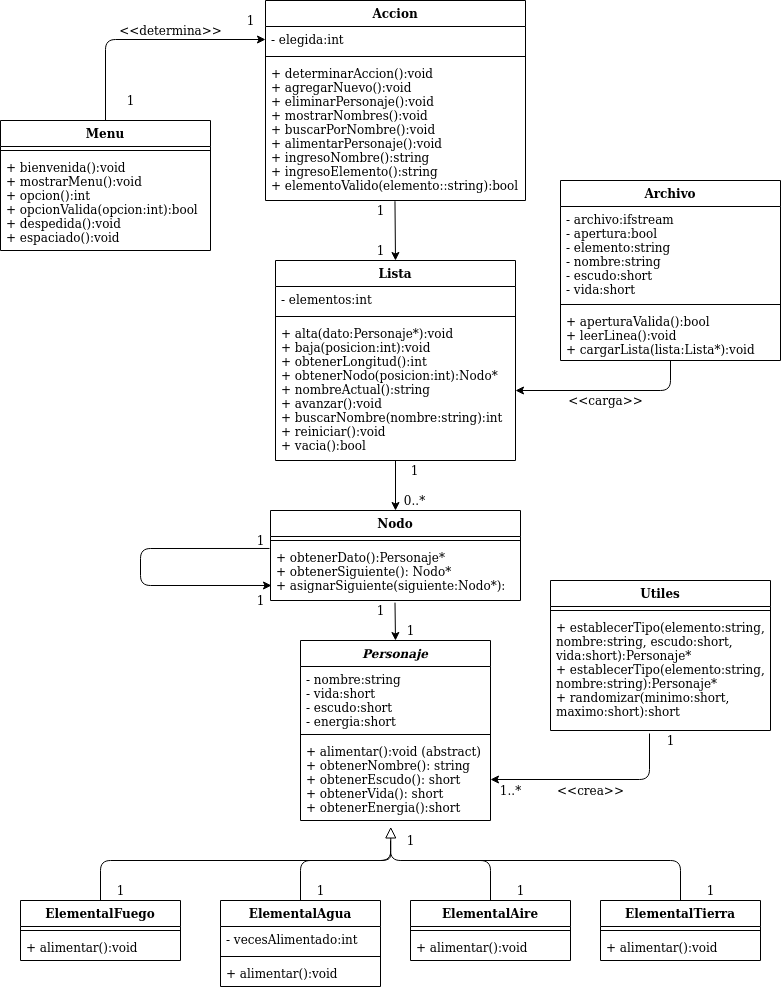 Accion
- elegida:int
+ determinarAccion():void
+ agregarNuevo():void
+ eliminarPersonaje():void
+ mostrarNombres():void
+ buscarPorNombre():void
+ alimentarPersonaje():void
+ ingresoNombre():string
+ ingresoElemento():string
+ elementoValido(elemento::string):bool
1
<<determina>>
1
Menu
+ bienvenida():void
+ mostrarMenu():void
+ opcion():int
+ opcionValida(opcion:int):bool
+ despedida():void
+ espaciado():void
1
1
Lista
- elementos:int
+ alta(dato:Personaje*):void
+ baja(posicion:int):void
+ obtenerLongitud():int
+ obtenerNodo(posicion:int):Nodo*
+ nombreActual():string
+ avanzar():void
+ buscarNombre(nombre:string):int
+ reiniciar():void
+ vacia():bool
Archivo
- archivo:ifstream
- apertura:bool
- elemento:string
- nombre:string
- escudo:short
- vida:short
+ aperturaValida():bool
+ leerLinea():void
+ cargarLista(lista:Lista*):void
<<carga>>
1
0..*
Nodo
+ obtenerDato():Personaje*
+ obtenerSiguiente(): Nodo*
+ asignarSiguiente(siguiente:Nodo*):
1
1
1
1
Personaje
- nombre:string
- vida:short
- escudo:short
- energia:short
+ alimentar():void (abstract)
+ obtenerNombre(): string
+ obtenerEscudo(): short
+ obtenerVida(): short
+ obtenerEnergia():short
Utiles
+ establecerTipo(elemento:string,
nombre:string, escudo:short,
vida:short):Personaje*
+ establecerTipo(elemento:string,
nombre:string):Personaje*
+ randomizar(minimo:short,
maximo:short):short
1
1..*
<<crea>>
1
1
1
1
1
ElementalFuego
+ alimentar():void
ElementalAgua
- vecesAlimentado:int
+ alimentar():void
ElementalAire
+ alimentar():void
ElementalTierra
+ alimentar():void